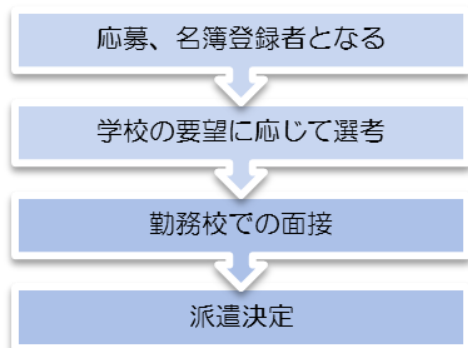 応募、名簿登録者となる
学校の要望に応じて選考
勤務校での面接
派遣決定